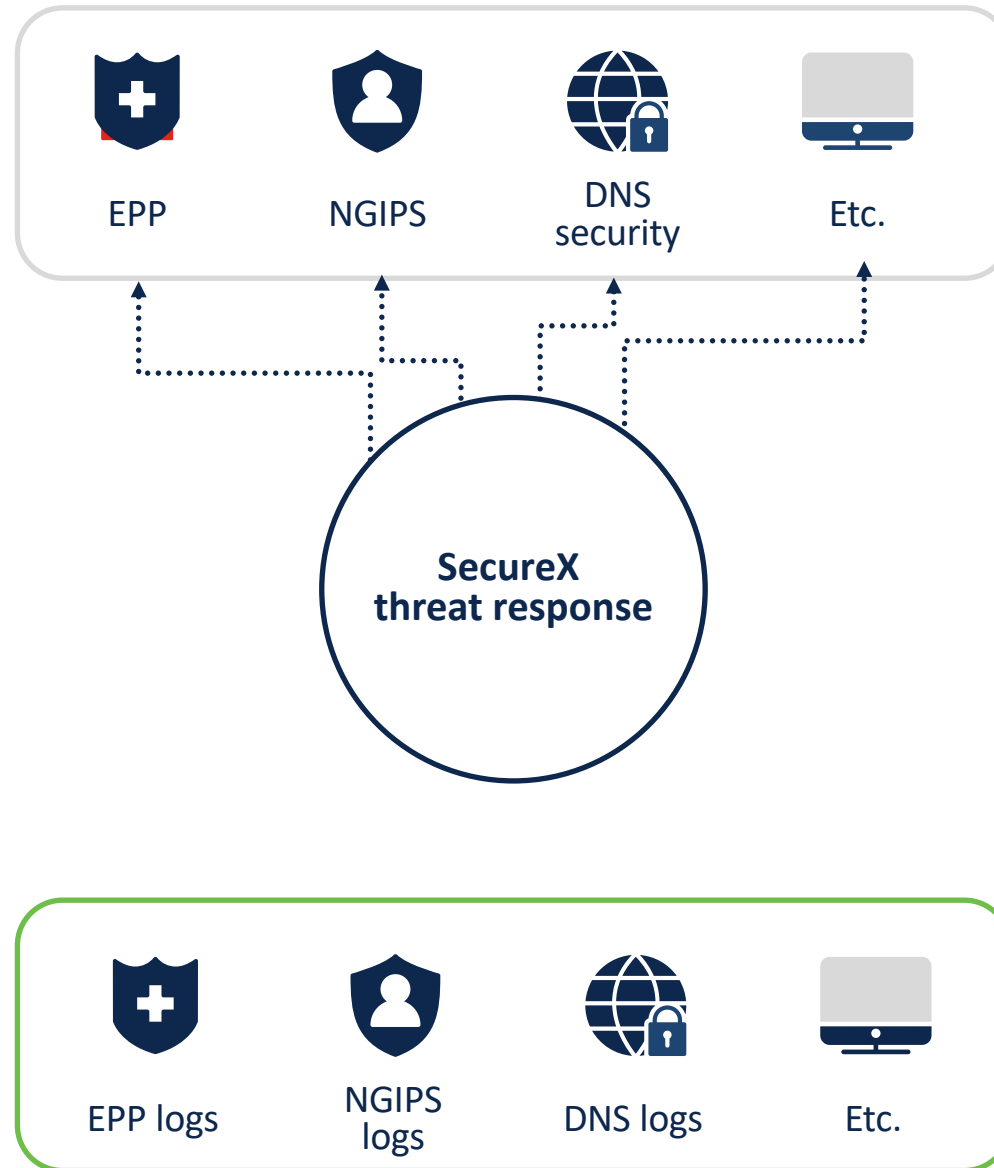 EPP
NGIPS
DNS
security
Etc.
SecureX
threat response
EPP logs
NGIPS
logs
DNS logs
Etc.